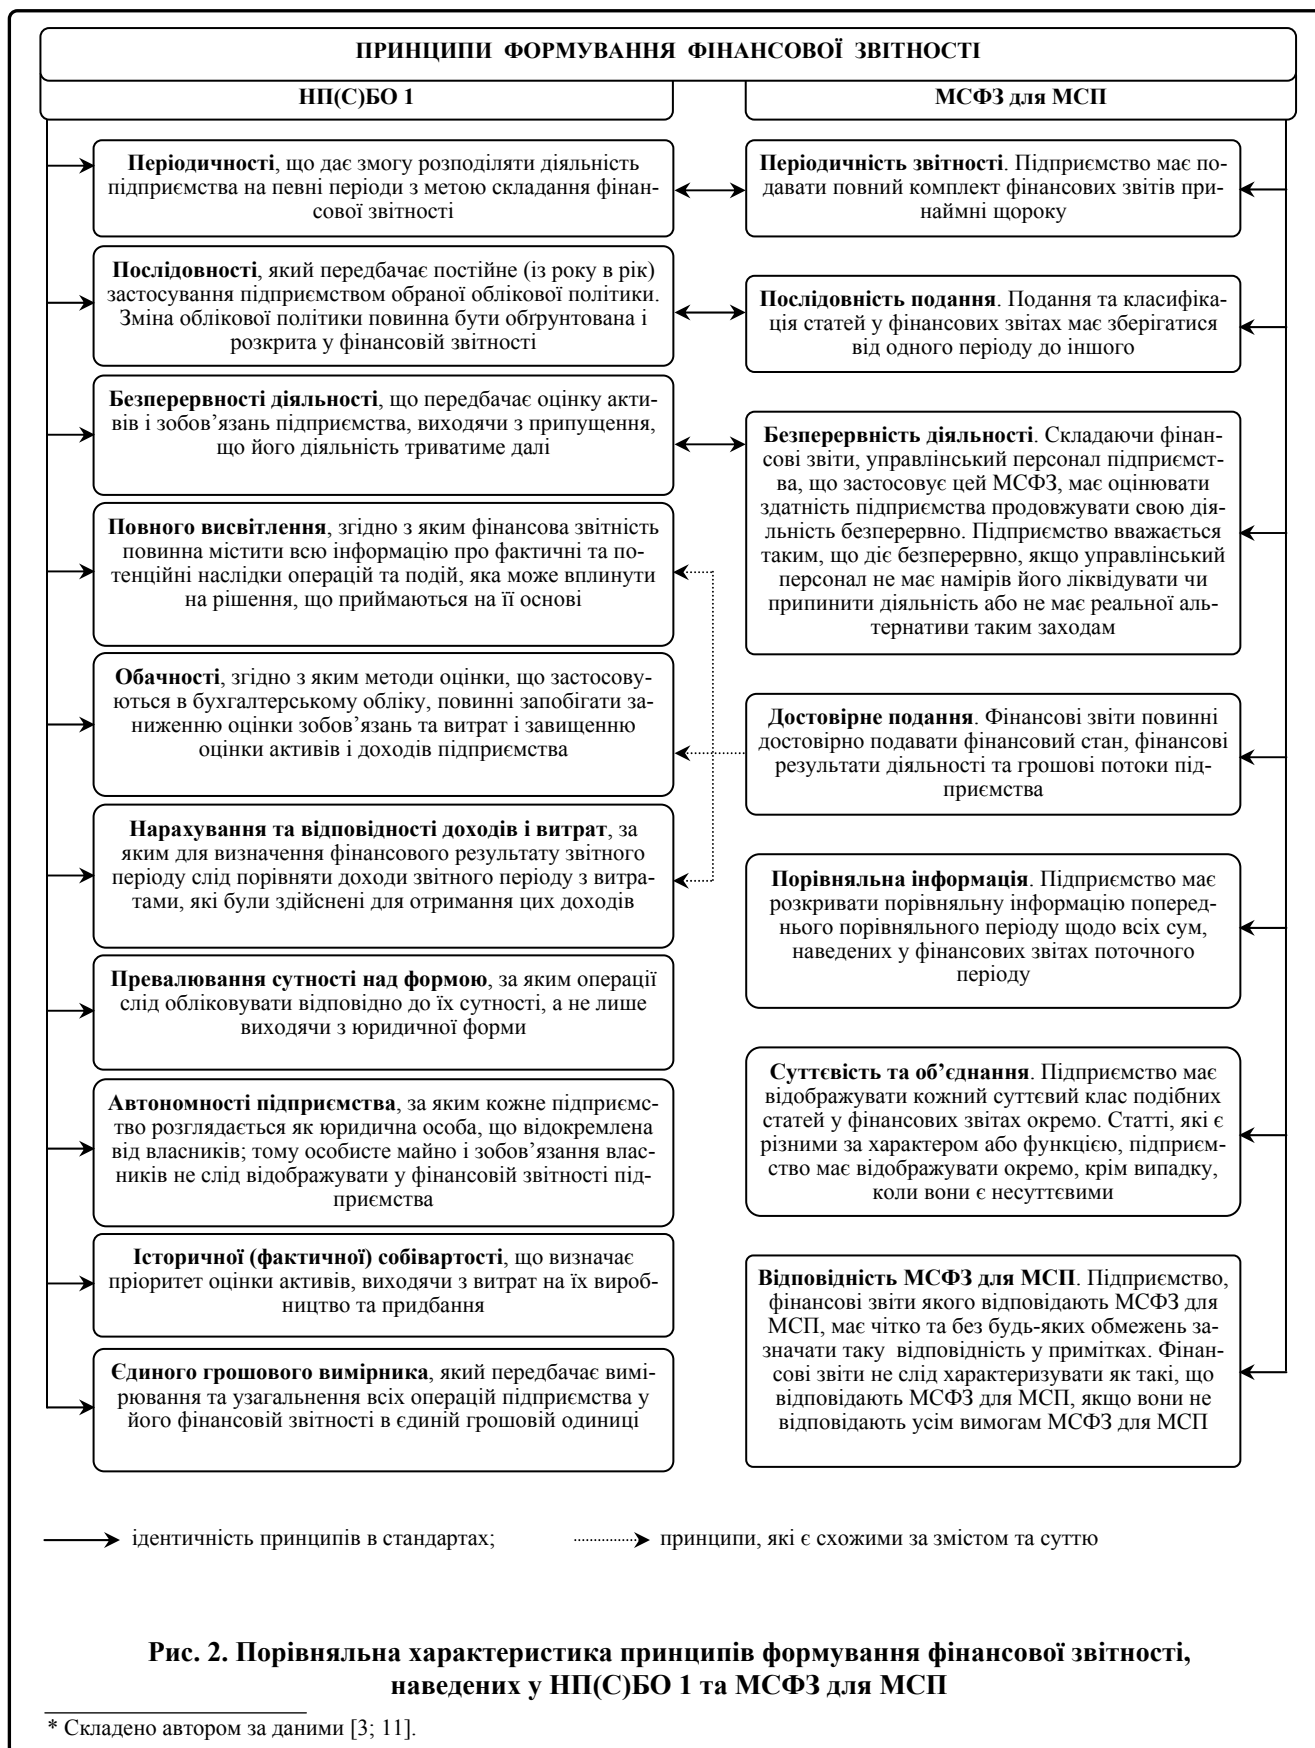 ПРИНЦИПИ ФОРМУВАННЯ ФІНАНСОВОЇ ЗВІТНОСТІ
НП(С)БО 1
Періодичності, що дає змогу розподіляти діяльність
підприємства на певні періоди з метою складання фінан-
сової звітності
Послідовності, який передбачає постійне (із року в рік)
застосування підприємством обраної облікової політики.
Зміна облікової політики повинна бути обґрунтована і
розкрита у фінансовій звітності
Безперервності діяльності, що передбачає оцінку акти-
вів і зобов’язань підприємства, виходячи з припущення,
що його діяльність триватиме далі
Повного висвітлення, згідно з яким фінансова звітність
повинна містити всю інформацію про фактичні та по-
тенційні наслідки операцій та подій, яка може вплинути
на рішення, що приймаються на її основі
Обачності, згідно з яким методи оцінки, що застосову-
ються в бухгалтерському обліку, повинні запобігати за-
ниженню оцінки зобов’язань та витрат і завищенню
оцінки активів і доходів підприємства
Нарахування та відповідності доходів і витрат, за
яким для визначення фінансового результату звітного
періоду слід порівняти доходи звітного періоду з витра-
тами, які були здійснені для отримання цих доходів
Превалювання сутності над формою, за яким операції
слід обліковувати відповідно до їх сутності, а не лише
виходячи з юридичної форми
Автономності підприємства, за яким кожне підприємс-
тво розглядається як юридична особа, що відокремлена
від власників; тому особисте майно і зобов’язання влас-
ників не слід відображувати у фінансовій звітності під-
приємства
Історичної (фактичної) собівартості, що визначає
пріоритет оцінки активів, виходячи з витрат на їх вироб-
ництво та придбання
Єдиного грошового вимірника, який передбачає вимі-
рювання та узагальнення всіх операцій підприємства у
його фінансовій звітності в єдиній грошовій одиниці
МСФЗ для МСП
Періодичність звітності. Підприємство має по-
давати повний комплект фінансових звітів при-
наймні щороку
Послідовність подання. Подання та класифіка-
ція статей у фінансових звітах має зберігатися
від одного періоду до іншого
Безперервність діяльності. Складаючи фінан-
сові звіти, управлінський персонал підприємст-
ва, що застосовує цей МСФЗ, має оцінювати
здатність підприємства продовжувати свою дія-
льність безперервно. Підприємство вважається
таким, що діє безперервно, якщо управлінський
персонал не має намірів його ліквідувати чи
припинити діяльність або не має реальної аль-
тернативи таким заходам
Достовірне подання. Фінансові звіти повинні
достовірно подавати фінансовий стан, фінансові
результати діяльності та грошові потоки під-
приємства
Порівняльна інформація. Підприємство має
розкривати порівняльну інформацію поперед-
нього порівняльного періоду щодо всіх сум,
наведених у фінансових звітах поточного
періоду
Суттєвість та об’єднання. Підприємство має
відображувати кожний суттєвий клас подібних
статей у фінансових звітах окремо. Статті, які є
різними за характером або функцією, підприєм-
ство має відображувати окремо, крім випадку,
коли вони є несуттєвими
Відповідність МСФЗ для МСП. Підприємство,
фінансові звіти якого відповідають МСФЗ для
МСП, має чітко та без будь-яких обмежень за-
значати таку відповідність у примітках. Фінан-
сові звіти не слід характеризувати як такі, що
відповідають МСФЗ для МСП, якщо вони не
відповідають усім вимогам МСФЗ для МСП
ідентичність принципів в стандартах;
принципи, які є схожими за змістом та суттю
Рис. 2. Порівняльна характеристика принципів формування фінансової звітності,
наведених у НП(С)БО 1 та МСФЗ для МСП
* Складено автором за даними [3; 11].